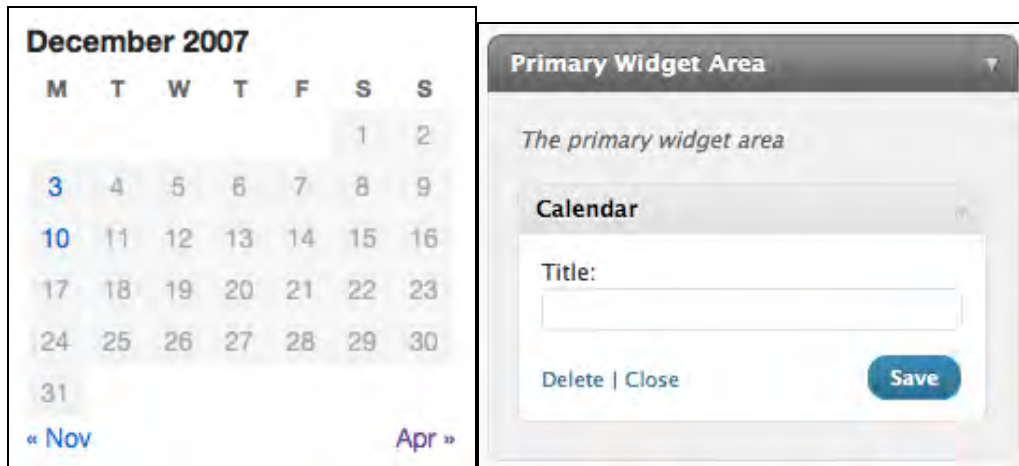 December 2007
M T W T F S S
1 2
3 4 5 6 7 8 9
10 11 12 13 14 15 16
17 18 19 20 21 22 23
24 25 26 27 28 29 30
31
« Nov Apr »
Primary Widget Area
The primary widget area
Calendar
Title:
Delete | Close Save